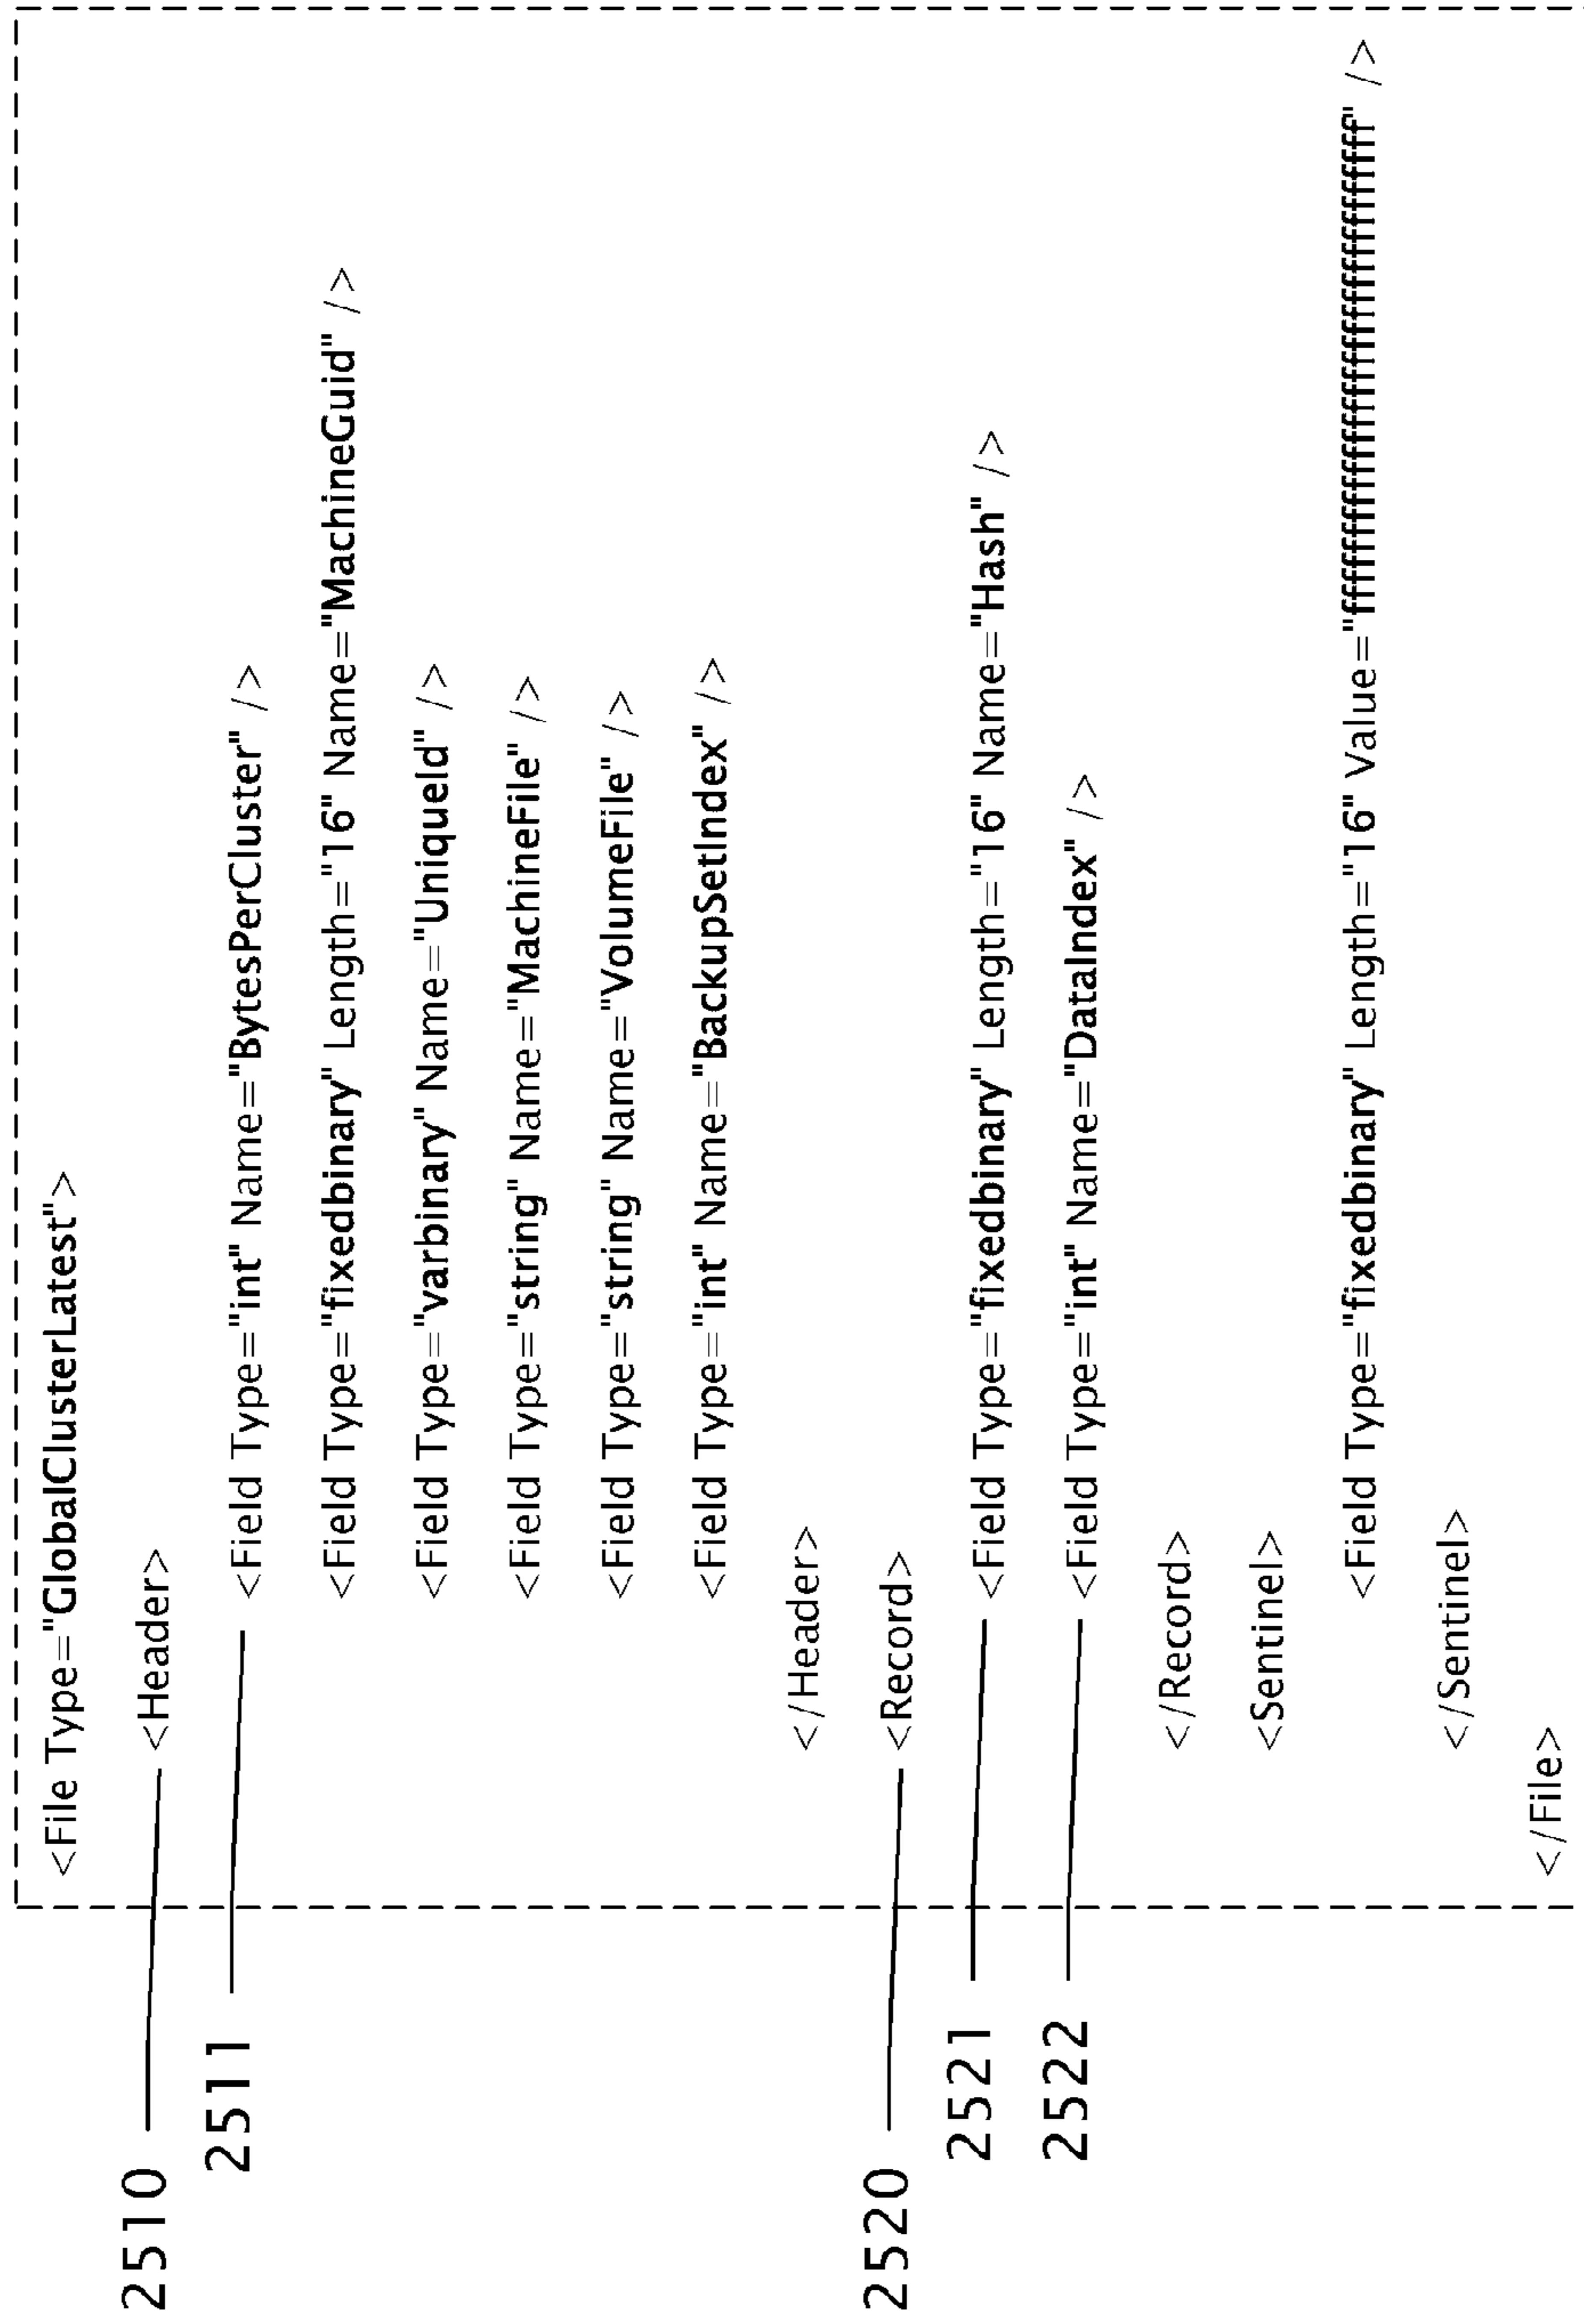 <File Type="GlobalClusterLatest">
2510 <Header>
2511 <Field Type="int" Name="BytesPerCluster" />
<Field Type="fixedbinary" Length="16" Name="MachineGuid" />
<Field Type="varbinary" Name="UniqueId" />
<Field Type="string" Name="MachineFile" />
<Field Type="string" Name="VolumeFile" />
<Field Type="int" Name="BackupSetIndex" />
</Header>
2520 <Record>
2521 <Field Type="fixedbinary" Length="16" Name="Hash" />
2522 <Field Type="int" Name="DataIndex" />
</Record>
<Sentinel>
<Field Type="fixedbinary" Length="16" Value="ffffffffffffffffffffffffffffffff" />
</Sentinel>
</File>